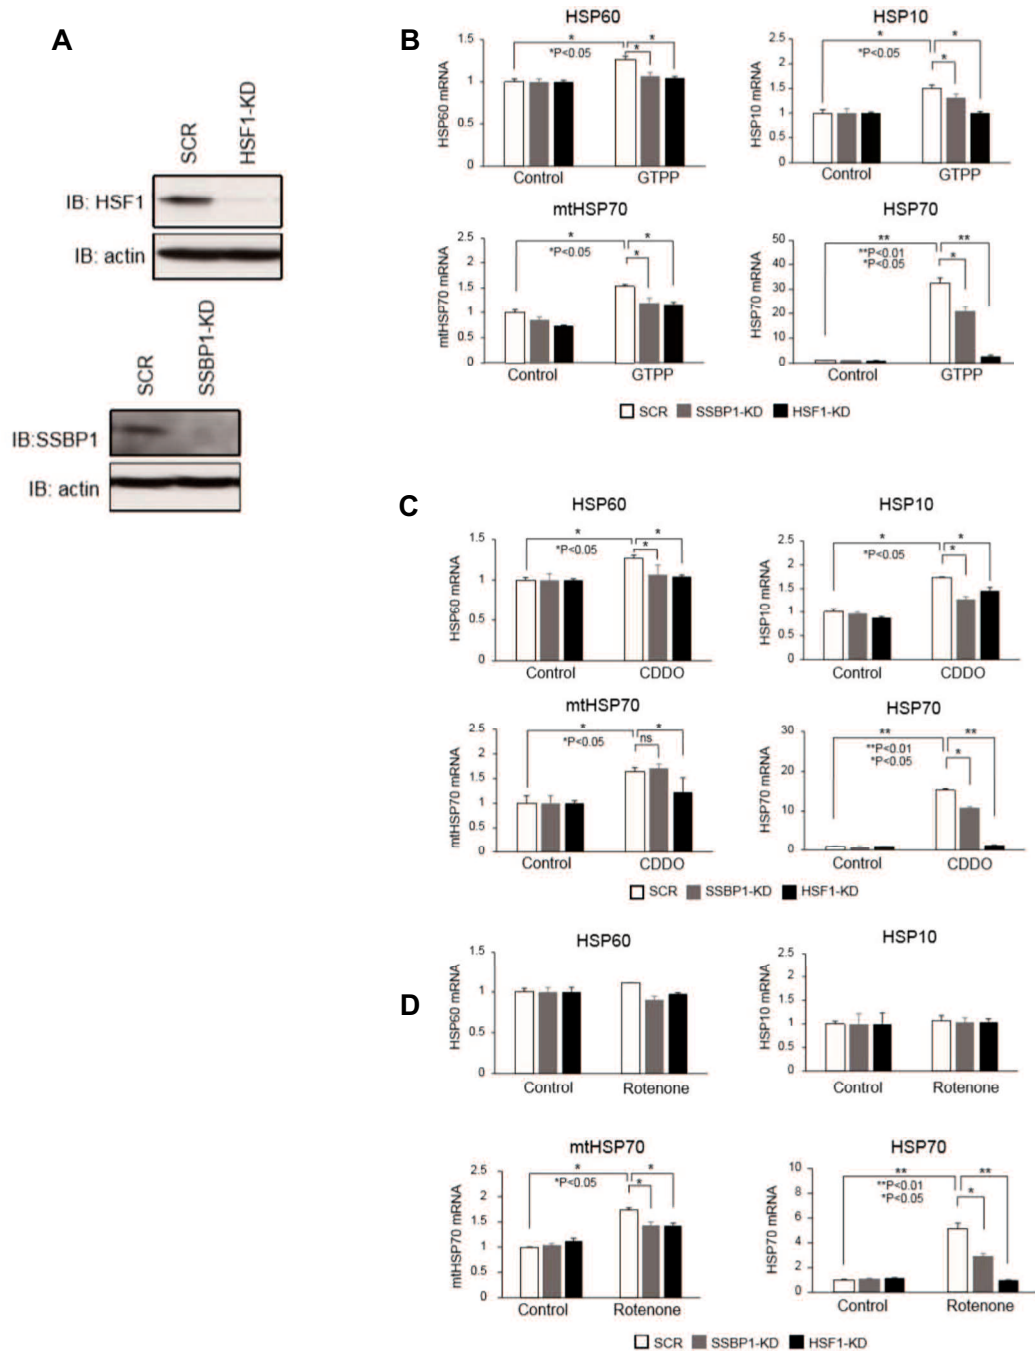 A
SCR
HSF1-KD
IB: HSF1
IB: actin
SCR
SSBP1-KD
IB:SSBP1
IB: actin
B
HSP60
HSP60 mRNA
1.5
1
0.5
0
*
*P<.05
*
*
Control
GTPP
HSP10
HSP10 mRNA
2.5
2
1.5
1
0.5
0
*
*P<0.05
*
*
Control
GTPP
mtHSP70
mtHSP70 mRNA
2.5
2
1.5
1
0.5
0
*
*P<0.05
*
*
Control
GTPP
HSP70
HSP70 mRNA
50
40
30
20
10
0
**
**P<0.01
*P<0.05
**
*
Control
GTPP
SCR SSBP1-KD HSF1-KD
C
HSP60
HSP60 mRNA
1.5
1
0.5
0
*
*P<0.05
*
*
Control
CDDO
HSP10
HSP10 mRNA
2.5
2
1.5
1
0.5
0
*
*P<0.05
*
*
Control
CDDO
mtHSP70
mtHSP70 mRNA
2.5
2
1.5
1
0.5
0
*
*P<0.05
*
ns
Control
CDDO
HSP70
HSP70 mRNA
30
20
10
0
**
**P<0.01
*P<0.05
**
*
Control
CDDO
SCR SSBP1-KD HSF1-KD
D
HSP60
HSP60 mRNA
1.5
1
0.5
0
Control
Rotenone
HSP10
HSP10 mRNA
2.5
2
1.5
1
0.5
0
Control
Rotenone
mtHSP70
mtHSP70 mRNA
2.5
2
1.5
1
0.5
0
*
*P<0.05
*
*
Control
Rotenone
HSP70
HSP70 mRNA
10
8
6
4
2
0
**
**P<0.01
*P<0.05
**
*
Control
Rotenone
SCR SSBP1-KD HSF1-KD